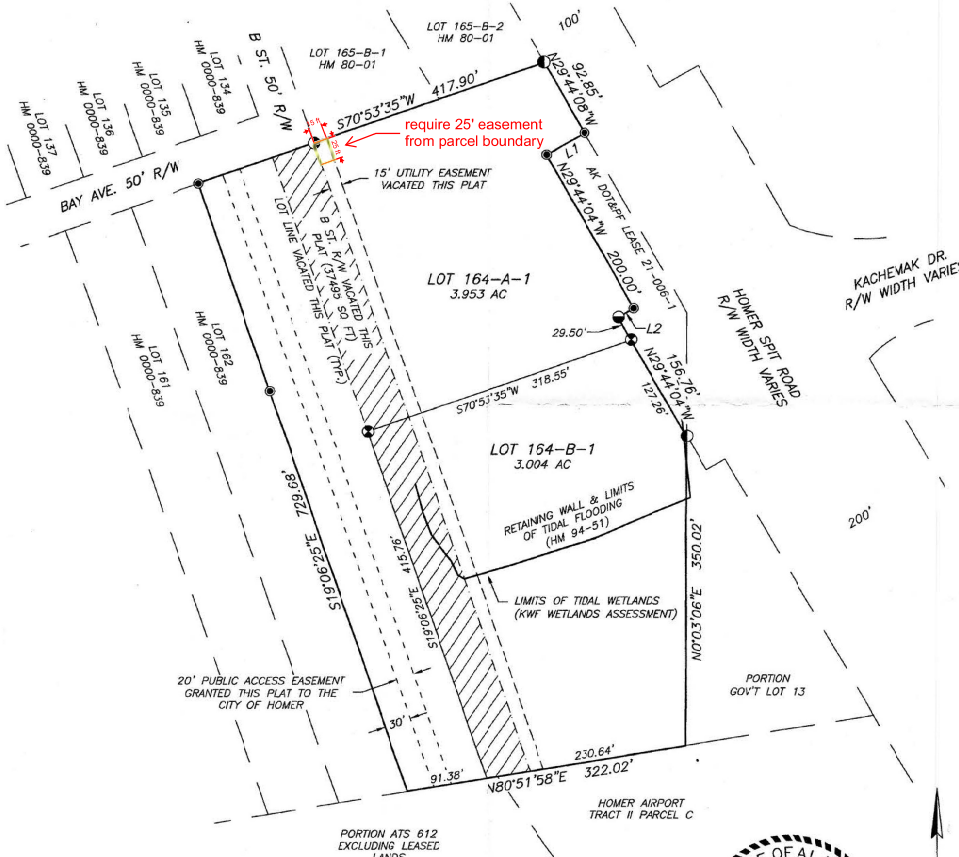 LOT 165-B-2
HM 80-01
100'
LOT 165-B-1
HM 80-01
B ST. 50' R/W
LOT 134
HM 0000-839
LOT 135
HM 0000-839
LOT 136
HM 0000-839
LOT 137
HM 0000-839
S70°53'35"W 417.90'
92.85'
N29°44'08"W
25 ft
require 25' easement
from parcel boundary
BAY AVE. 50' R/W
15' UTILITY EASEMENT
VACATED THIS PLAT
L1
AK DOT&PF LEASE 21-006-1
N29°44'04"W 200.00'
B ST. R/W VACATED THIS
PLAT (37495 SO FT)
LOT LINE VACATED THIS PLAT (TYP.)
LOT 164-A-1
3.953 AC
KACHEMAK DR.
R/W WIDTH VARIES
HOMER SPIT ROAD
R/W WIDTH VARIES
L2
29.50'
156.76'
N29°44'04"W
127.26'
LOT 162
HM 0000-839
LOT 161
HM 0000-839
S70°53'35"W 318.55'
LOT 164-B-1
3.004 AC
RETAINING WALL & LIMITS
OF TIDAL FLOODING
(HM 94-51)
200'
S19°06'25"E 729.68'
S19°06'25"E 415.76'
N0°03'06"E 350.02'
LIMITS OF TIDAL WETLANDS
(KWF WETLANDS ASSESSMENT)
20' PUBLIC ACCESS EASEMENT
GRANTED THIS PLAT TO THE
CITY OF HOMER
30'
PORTION
GOV'T LOT 13
91.38'
230.64'
N80°51'58"E 322.02'
HOMER AIRPORT
TRACT II PARCEL C
PORTION ATS 612
EXCLUDING LEASED
LANDS
E OF AL